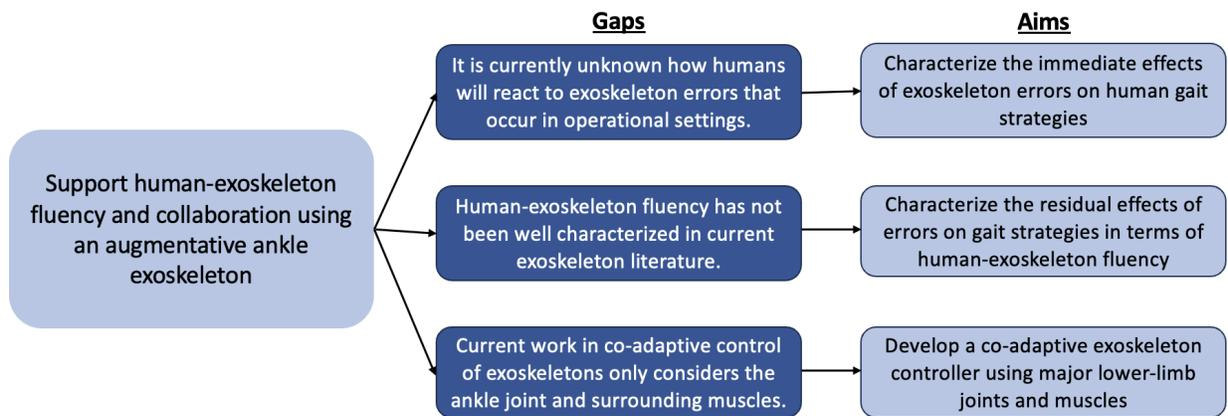 Gaps
Aims
Support human-exoskeleton
fluency and collaboration using
an augmentative ankle
exoskeleton
It is currently unknown how humans
will react to exoskeleton errors that
occur in operational settings.
Characterize the immediate effects
of exoskeleton errors on human gait
strategies
Human-exoskeleton fluency has not
been well characterized in current
exoskeleton literature.
Characterize the residual effects of
errors on gait strategies in terms of
human-exoskeleton fluency
Current work in co-adaptive control
of exoskeletons only considers the
ankle joint and surrounding muscles.
Develop a co-adaptive exoskeleton
controller using major lower-limb
joints and muscles